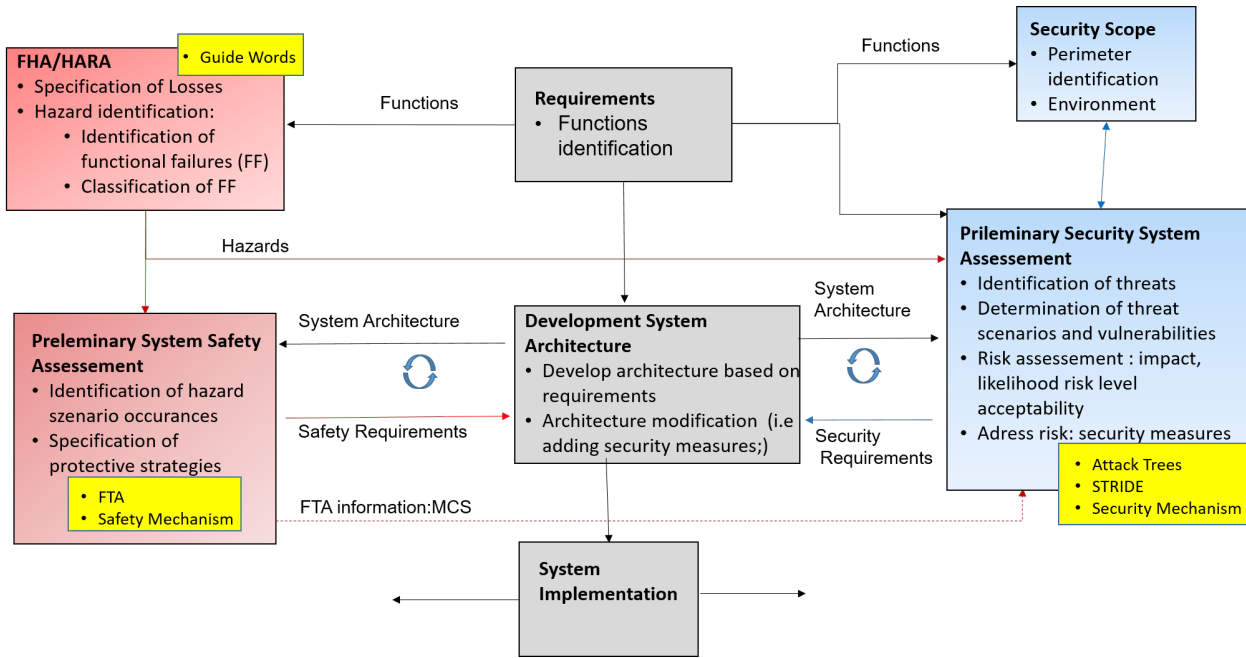 FHA/HARA
• Specification of Losses
• Hazard identification:
• Identification of
functional failures (FF)
• Classification of FF
• Guide Words
Functions
Requirements
• Functions
identification
Functions
Security Scope
• Perimeter
identification
• Environment
Hazards
Preleminary System Safety
Assessement
• Identification of hazard
szenario occurances
• Specification of
protective strategies
• FTA
• Safety Mechanism
System Architecture
Safety Requirements
FTA information:MCS
Development System
Architecture
• Develop architecture based on
requirements
• Architecture modification (i.e
adding security measures;)
System
Architecture
Security
Requirements
Prileminary Security System
Assessement
• Identification of threats
• Determination of threat
scenarios and vulnerabilities
• Risk assessement : impact,
likelihood risk level
acceptability
• Adress risk: security measures
• Attack Trees
• STRIDE
• Security Mechanism
System
Implementation